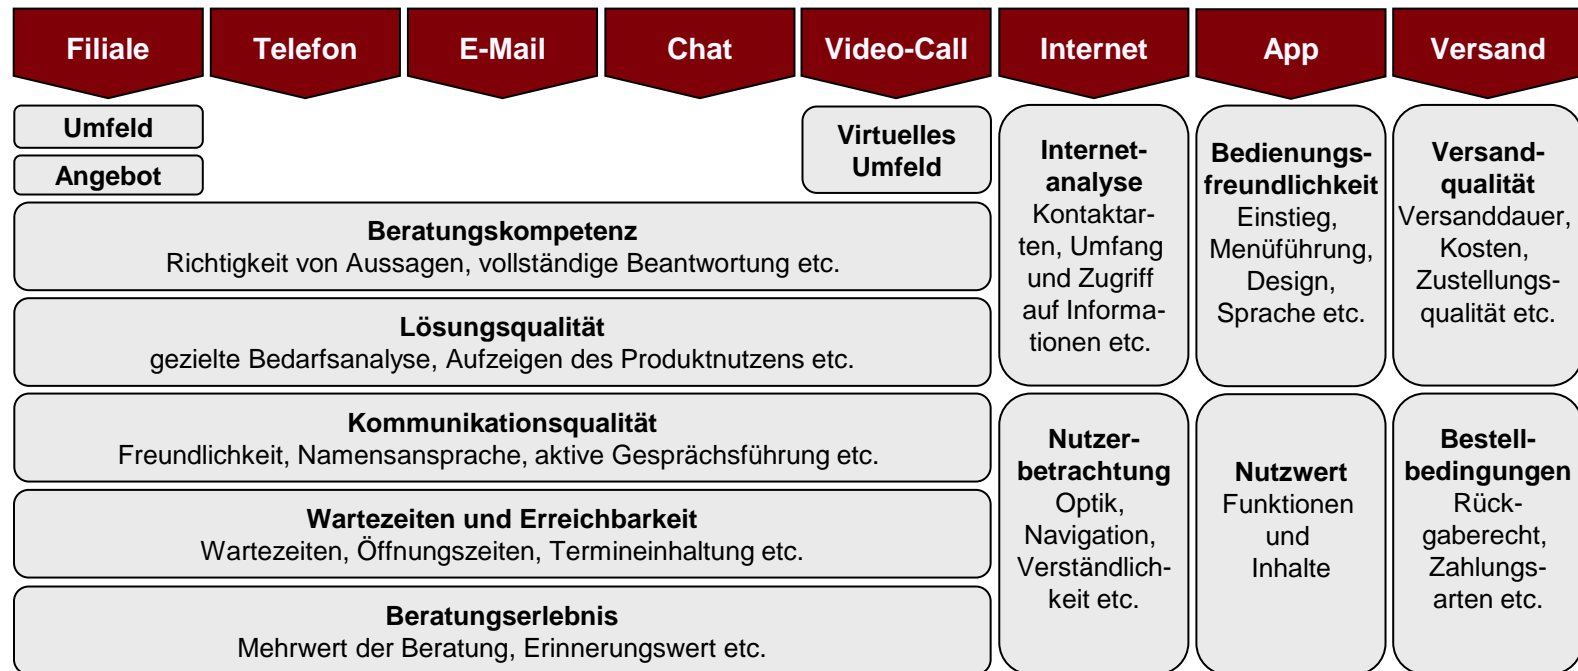 Filiale
Telefon
E-Mail
Chat
Video-Call
Internet
App
Versand
Umfeld
Angebot
Virtuelles
Umfeld
Beratungskompetenz
Richtigkeit von Aussagen, vollständige Beantwortung etc.
Lösungsqualität
gezielte Bedarfsanalyse, Aufzeigen des Produktnutzens etc.
Kommunikationsqualität
Freundlichkeit, Namensansprache, aktive Gesprächsführung etc.
Wartezeiten und Erreichbarkeit
Wartezeiten, Öffnungszeiten, Termineinhaltung etc.
Beratungserlebnis
Mehrwert der Beratung, Erinnerungswert etc.
Internet-
analyse
Kontaktar-
ten, Umfang
und Zugriff
auf Informa-
tionen etc.
Nutzer-
betrachtung
Optik,
Navigation,
Verständlich-
keit etc.
Bedienungs-
freundlichkeit
Einstieg,
Menüführung,
Design,
Sprache etc.
Nutzwert
Funktionen
und
Inhalte
Versand-
qualität
Versanddauer,
Kosten,
Zustellungs-
qualität etc.
Bestell-
bedingungen
Rück-
gaberecht,
Zahlungs-
arten etc.